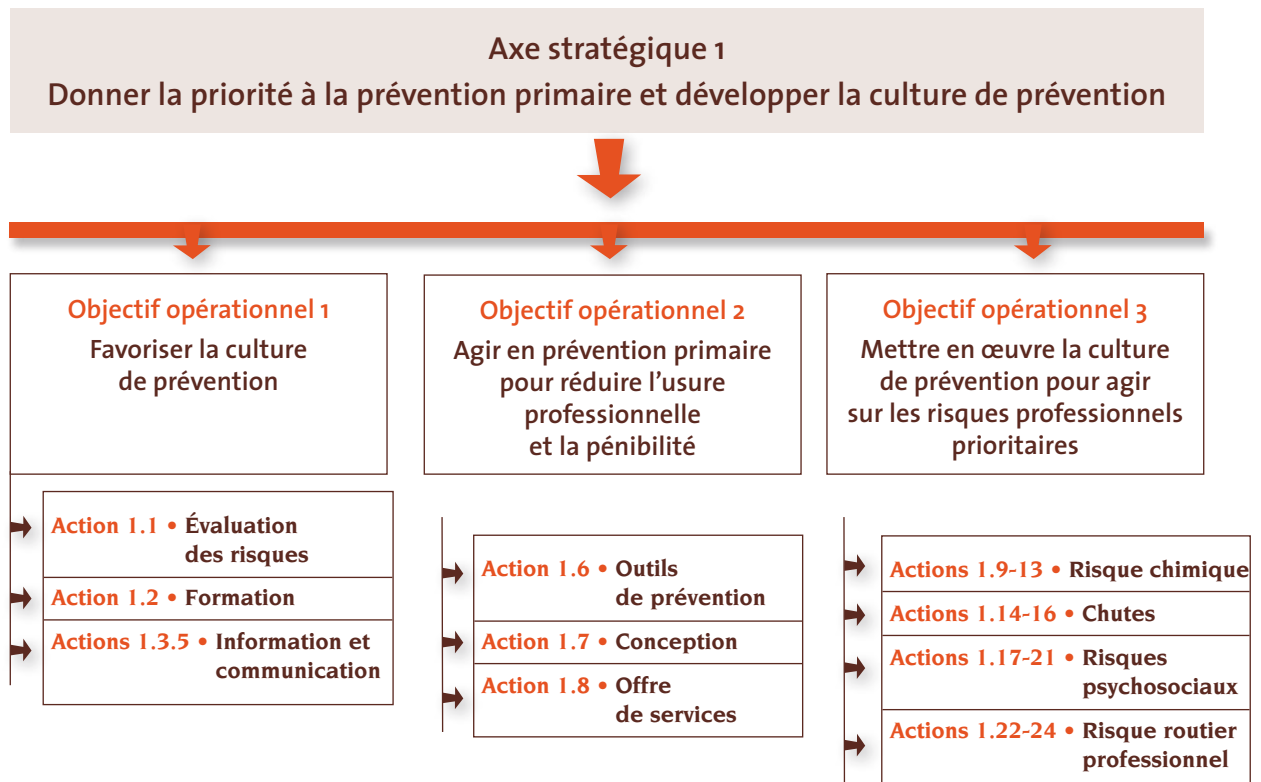 Axe stratégique 1
Donner la priorité à la prévention primaire et développer la culture de prévention
Objectif opérationnel 1
Favoriser la culture
de prévention
Action 1.1 • Évaluation
des risques
Action 1.2 • Formation
Actions 1.3.5 • Information et
communication
Objectif opérationnel 2
Agir en prévention primaire
pour réduire l’usure
professionnelle
et la pénibilité
Action 1.6 • Outils
de prévention
Action 1.7 • Conception
Action 1.8 • Offre
de services
Objectif opérationnel 3
Mettre en œuvre la culture
de prévention pour agir
sur les risques professionnels
prioritaires
Actions 1.9-13 • Risque chimique
Actions 1.14-16 • Chutes
Actions 1.17-21 • Risques
psychosociaux
Actions 1.22-24 • Risque routier
professionnel